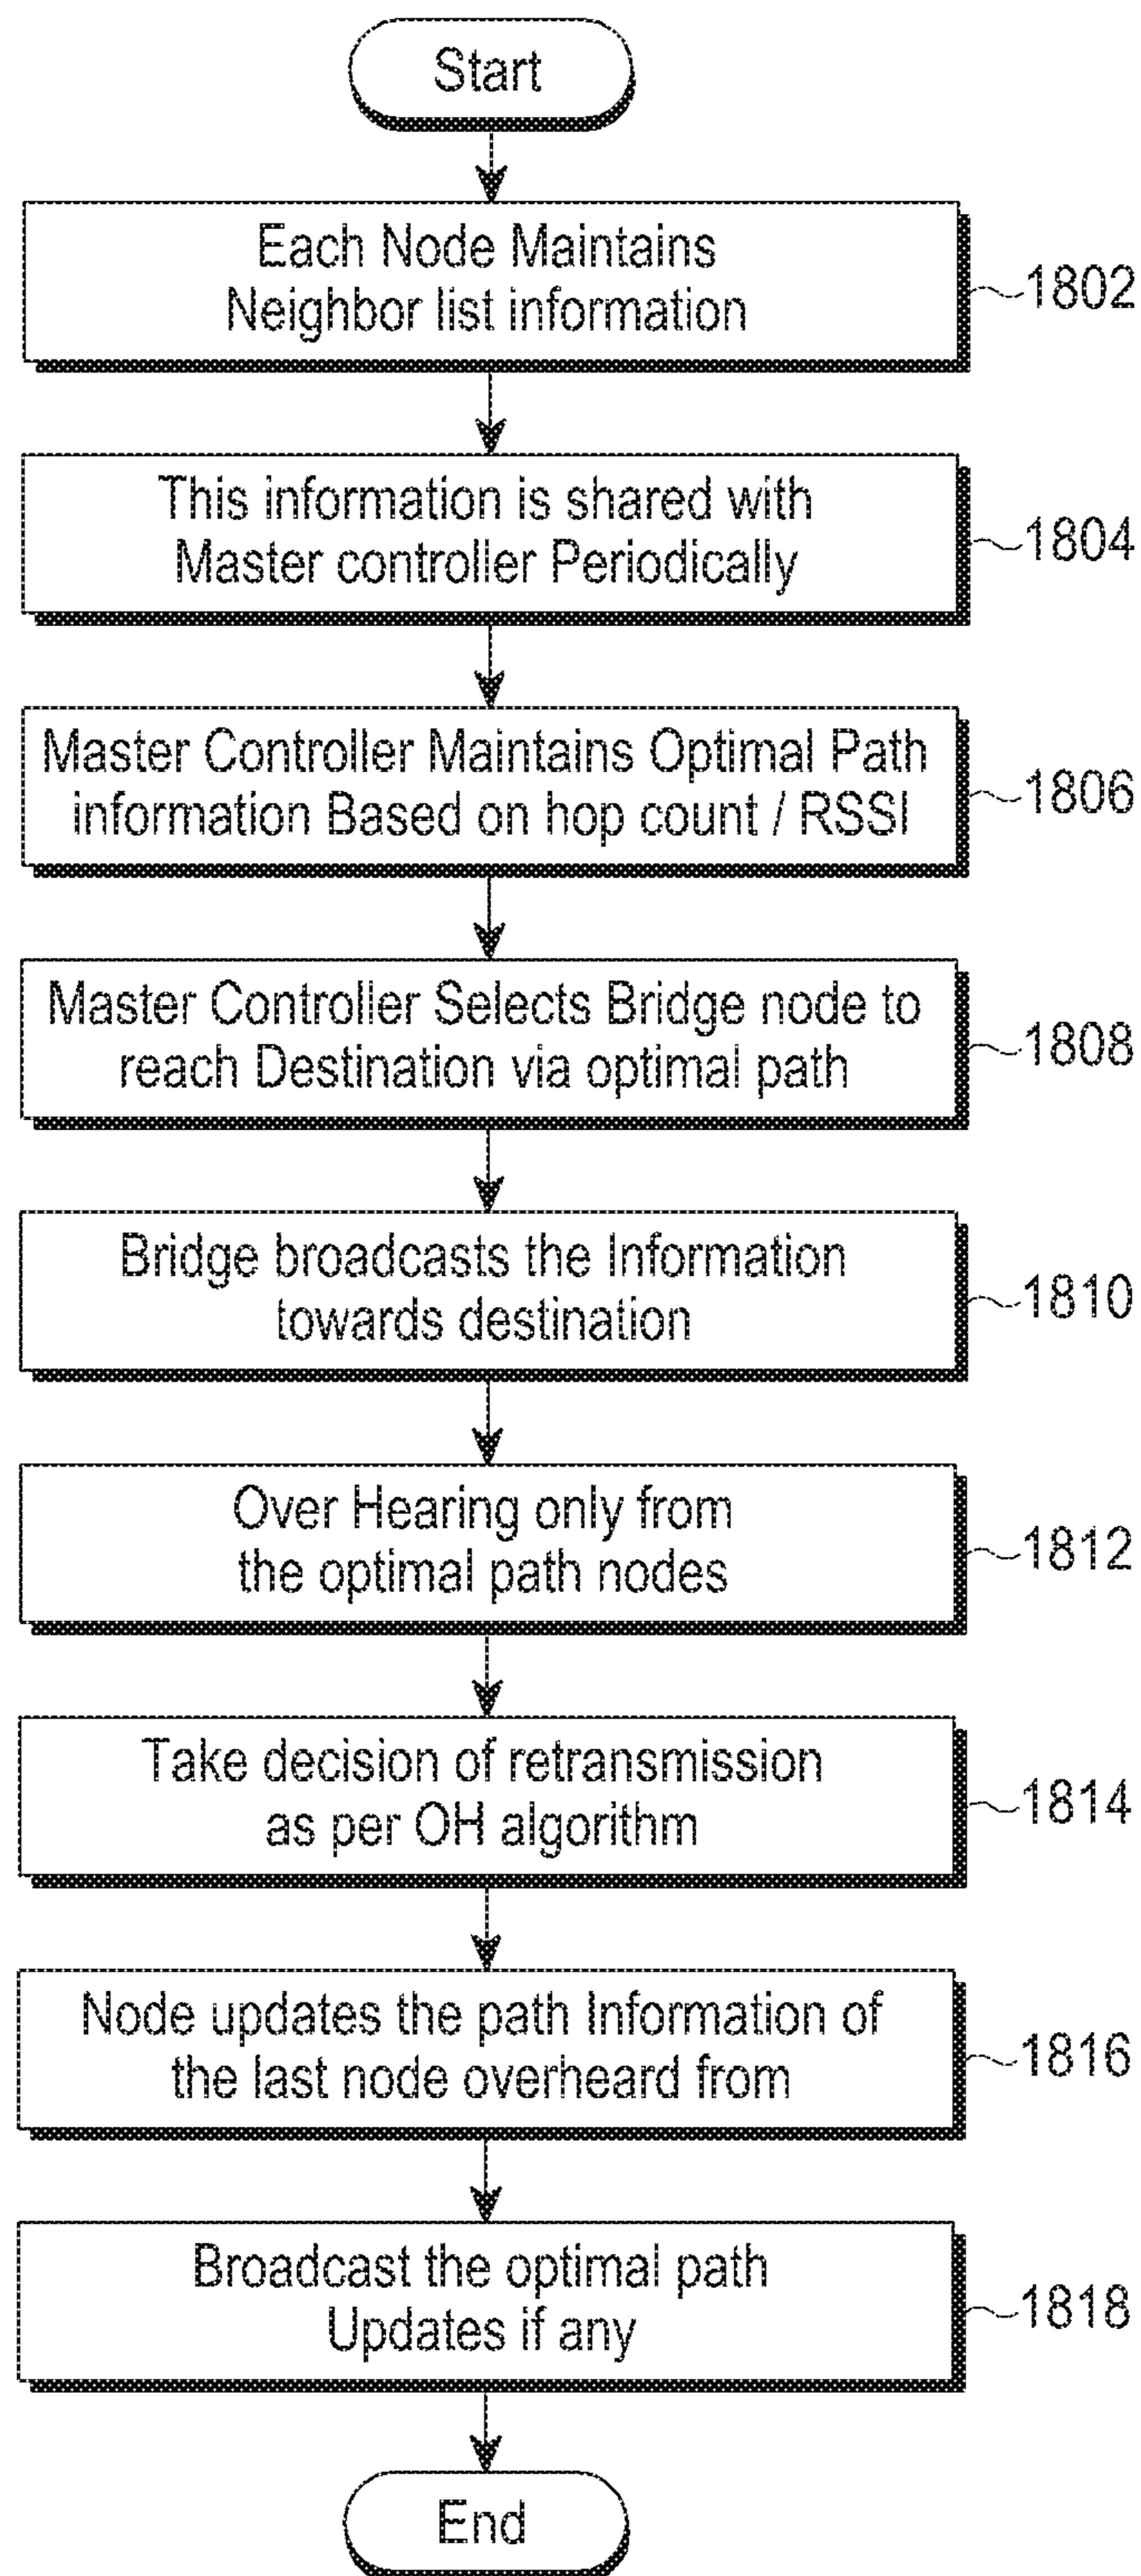 Start
Each Node Maintains
Neighbor list information
1802
This information is shared with
Master controller Periodically
1804
Master Controller Maintains Optimal Path
information Based on hop count / RSSI
1806
Master Controller Selects Bridge node to
reach Destination via optimal path
1808
Bridge broadcasts the Information
towards destination
1810
Over Hearing only from
the optimal path nodes
1812
Take decision of retransmission
as per OH algorithm
1814
Node updates the path Information of
the last node overheard from
1816
Broadcast the optimal path
Updates if any
1818
End